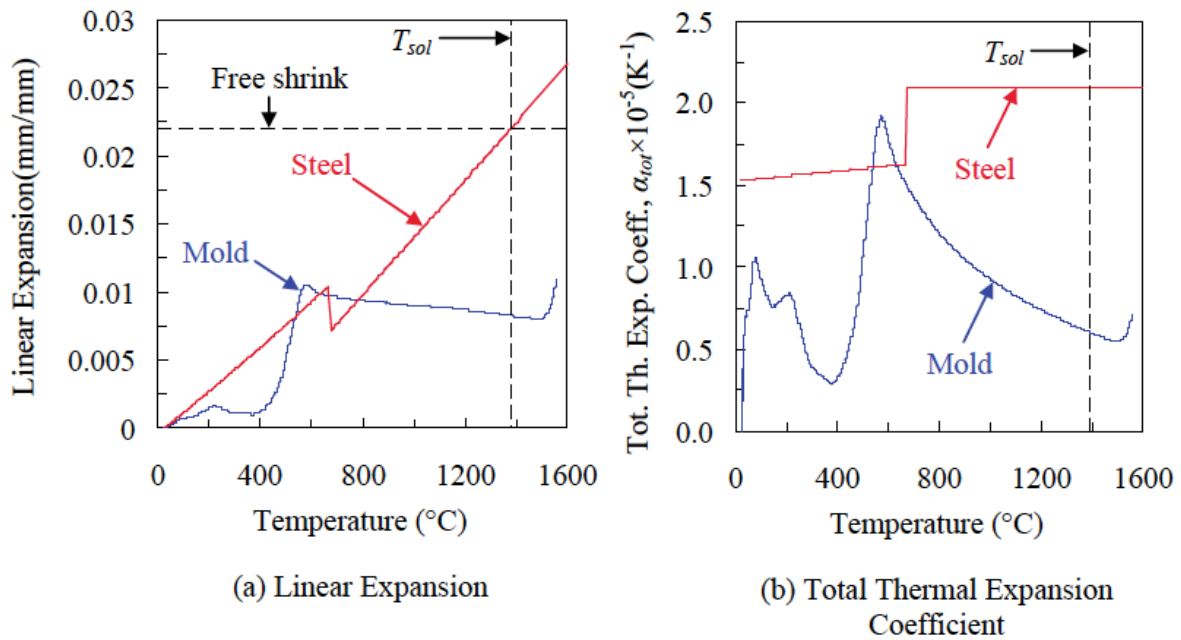 0.03
0.025
0.02
0.015
0.01
0.005
0
Linear Expansion(mm/mm)
T_sol
Free shrink
Steel
Mold
0 400 800 1200 1600
Temperature (°C)
(a) Linear Expansion
2.5
2.0
1.5
1.0
0.5
0.0
Tot. Th. Exp. Coeff., α_tot×10⁻⁵(K⁻¹)
T_sol
Steel
Mold
0 400 800 1200 1600
Temperature (°C)
(b) Total Thermal Expansion
Coefficient